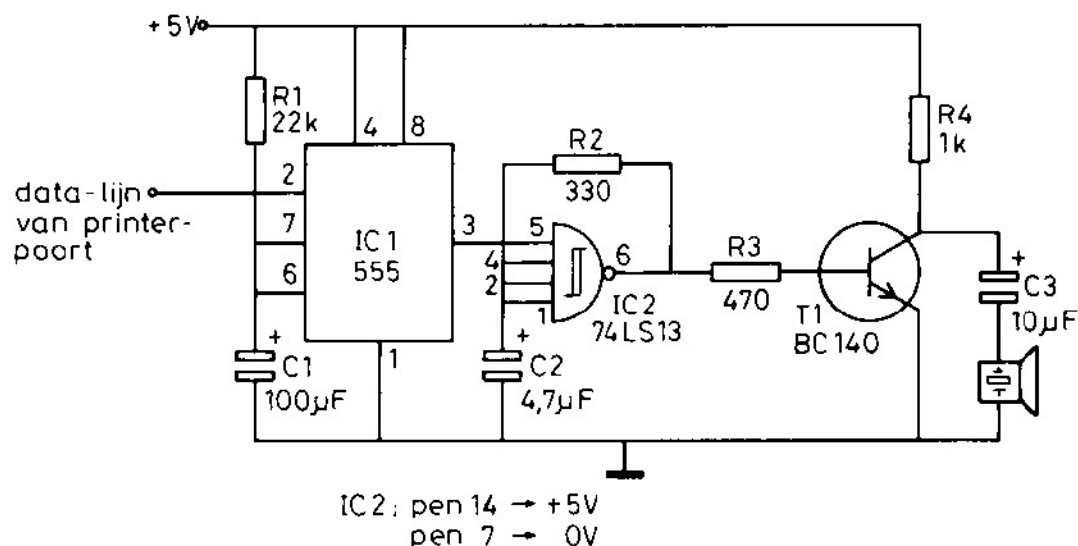 +5V
R1
22k
4
8
R4
1k
R2
330
data-lijn
van printer-
poort
2
7
6
3
IC1
555
5
4
2
1
6
IC2
74LS13
R3
470
T1
BC140
+
C3
10µF
+
C1
100µF
1
+
C2
4,7µF
IC2; pen 14 → +5V
pen 7 → 0V